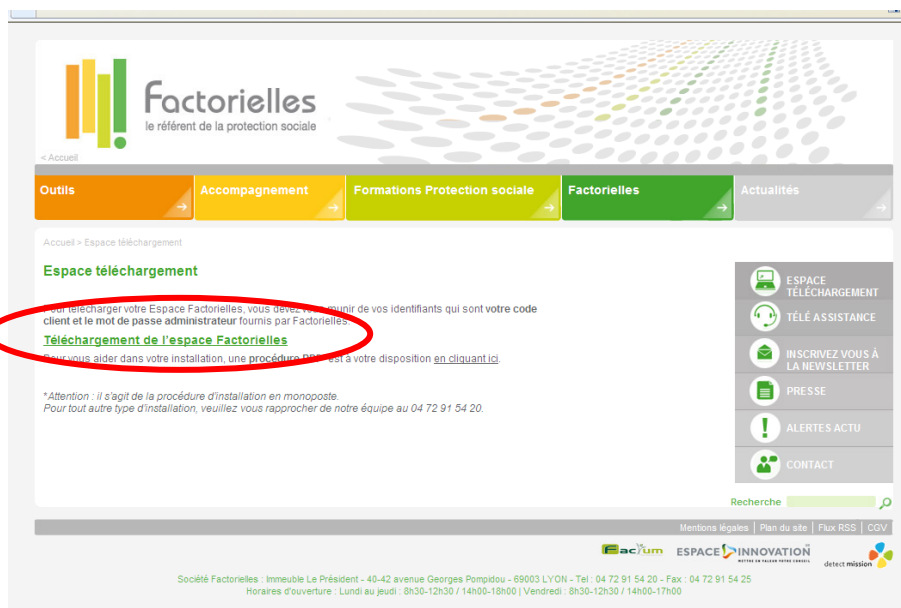 Factorielles
le référent de la protection sociale
< Accueil
Outils
Accompagnement
Formations Protection sociale
Factorielles
Actualités
Accueil > Espace téléchargement
Espace téléchargement
Pour télécharger votre Espace Factorielles, vous devez vous munir de vos identifiants qui sont votre code
client et le mot de passe administrateur fournis par Factorielles.
Téléchargement de l'espace Factorielles
Pour vous aider dans votre installation, une procédure est à votre disposition en cliquant ici.
*Attention : il s'agit de la procédure d'installation en monoposte.
Pour tout autre type d'installation, veuillez vous rapprocher de notre équipe au 04 72 91 54 20.
ESPACE
TÉLÉCHARGEMENT
TÉLÉ ASSISTANCE
INSCRIVEZ VOUS À
LA NEWSLETTER
PRESSE
ALERTES ACTU
CONTACT
Recherche
Mentions légales | Plan du site | Flux RSS | CGV
Factum
ESPACE INNOVATION
METTRE EN VALEUR VOTRE CONSEIL
detect mission
Société Factorielles : Immeuble Le Président - 40-42 avenue Georges Pompidou - 69003 LYON - Tel : 04 72 91 54 20 - Fax : 04 72 91 54 25
Horaires d'ouverture : Lundi au jeudi : 8h30-12h30 / 14h00-18h00 | Vendredi : 8h30-12h30 / 14h00-17h00